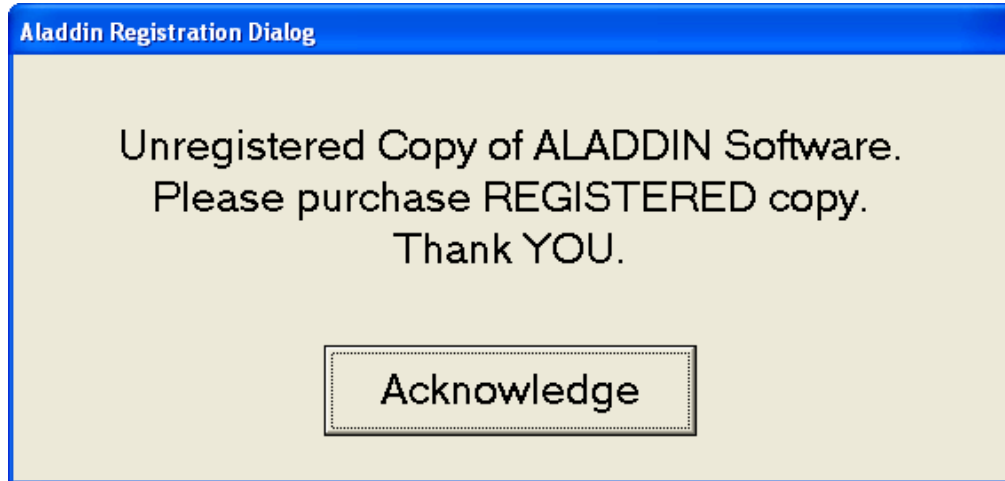 Aladdin Registration Dialog
Unregistered Copy of ALADDIN Software.
Please purchase REGISTERED copy.
Thank YOU.
Acknowledge